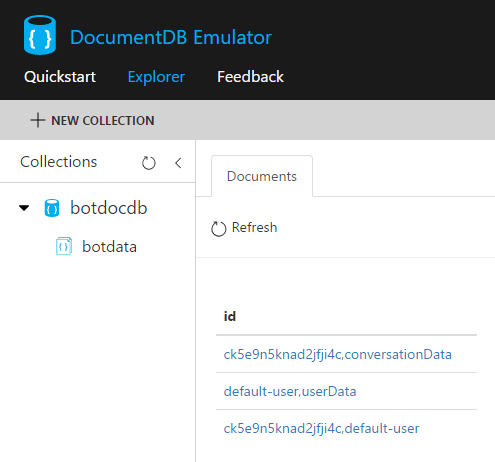 DocumentDB Emulator
Quickstart Explorer Feedback
NEW COLLECTION
Collections
Documents
botdocdb
botdata
Refresh
id
ck5e9n5knad2jfji4c,conversationData
default-user,userData
ck5e9n5knad2jfji4c,default-user